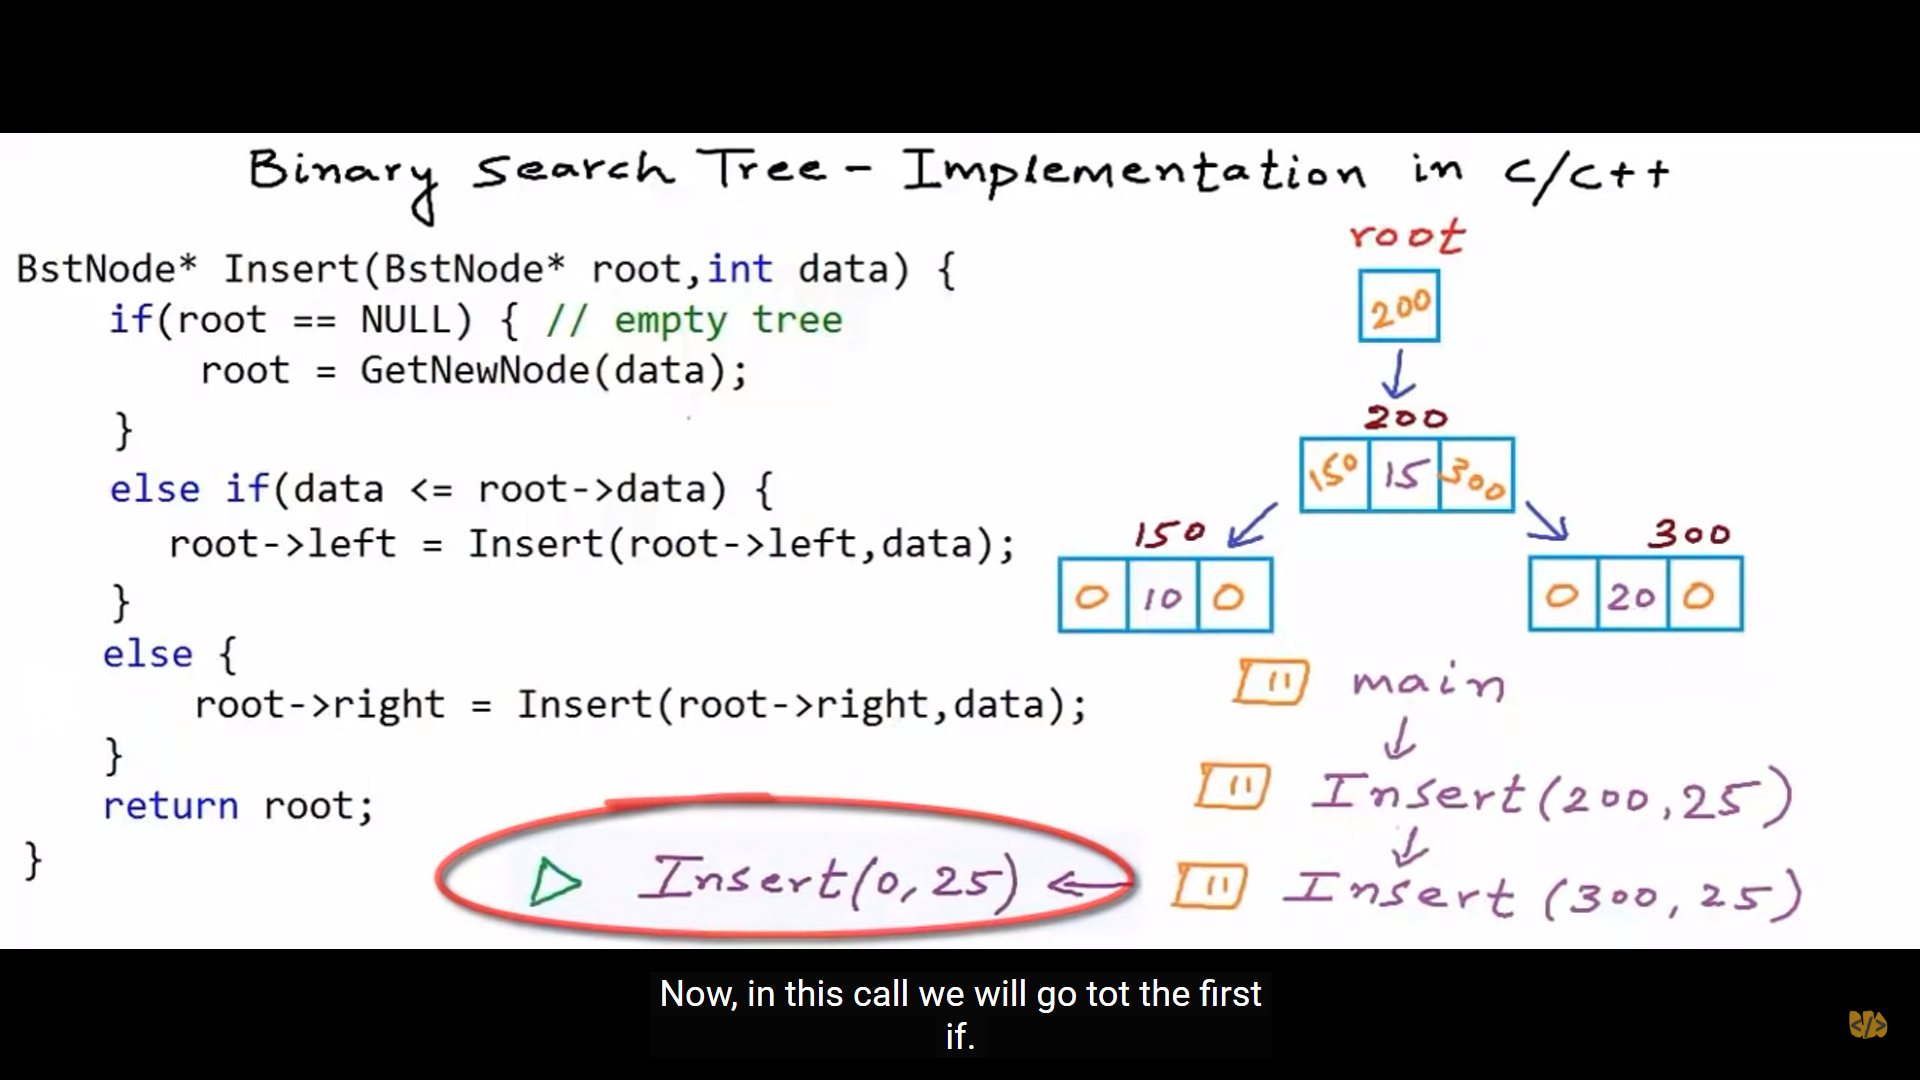 Binary Search Tree - Implementation in C/C++
BstNode* Insert(BstNode* root,int data) {
if(root == NULL) { // empty tree
root = GetNewNode(data);
}
else if(data <= root->data) {
root->left = Insert(root->left,data);
}
else {
root->right = Insert(root->right,data);
}
return root;
}
root
200
200
150 15 300
150
0 10 0
300
0 20 0
main
Insert(200,25)
Insert(300,25)
Insert(0,25)
Now, in this call we will go tot the first
if.